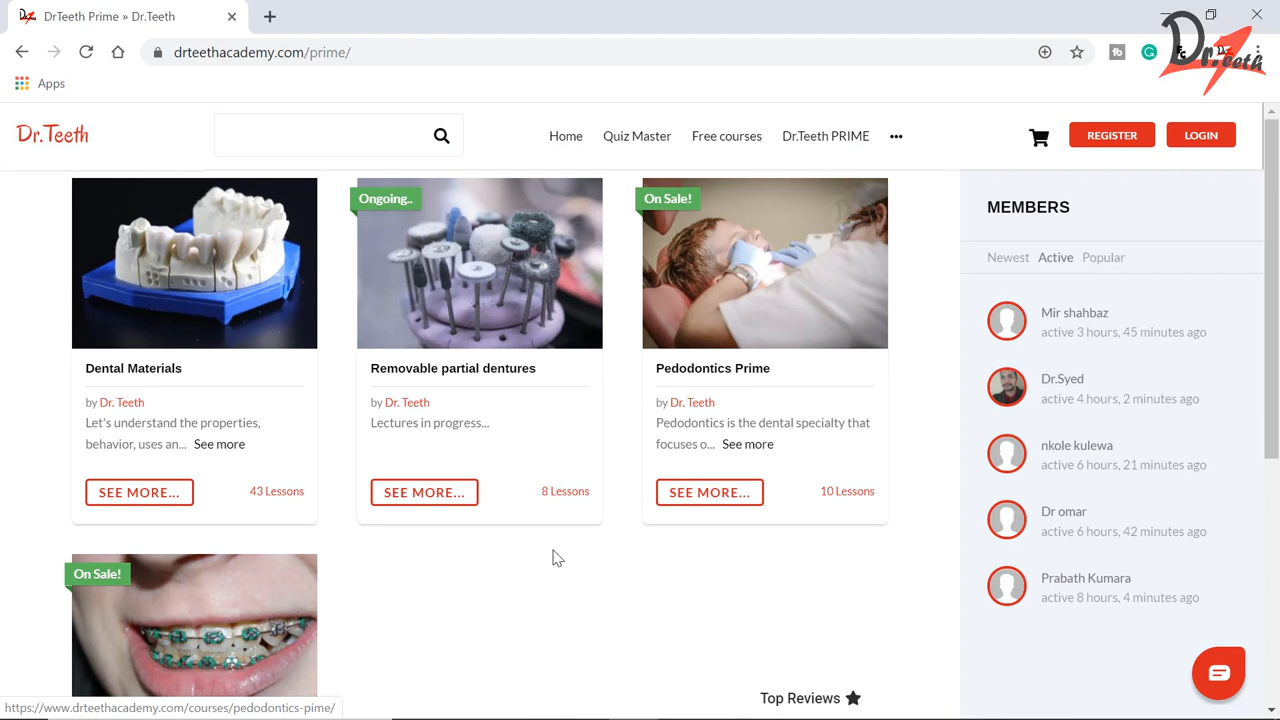 DrTeeth Prime » Dr.Teeth
drteethacademy.com/prime/
Apps
Dr.Teeth
Dr.Teeth
Home
Quiz Master
Free courses
Dr.Teeth PRIME
REGISTER
LOGIN
Ongoing..
On Sale!
Dental Materials
by Dr. Teeth
Let's understand the properties,
behavior, uses an... See more
SEE MORE...
43 Lessons
Removable partial dentures
by Dr. Teeth
Lectures in progress...
SEE MORE...
8 Lessons
Pedodontics Prime
by Dr. Teeth
Pedodontics is the dental specialty that
focuses o... See more
SEE MORE...
10 Lessons
On Sale!
Top Reviews
MEMBERS
Newest Active Popular
Mir shahbaz
active 3 hours, 45 minutes ago
Dr.Syed
active 4 hours, 2 minutes ago
nkole kulewa
active 6 hours, 21 minutes ago
Dr omar
active 6 hours, 42 minutes ago
Prabath Kumara
active 8 hours, 4 minutes ago
https://www.drteethacademy.com/courses/pedodontics-pime/